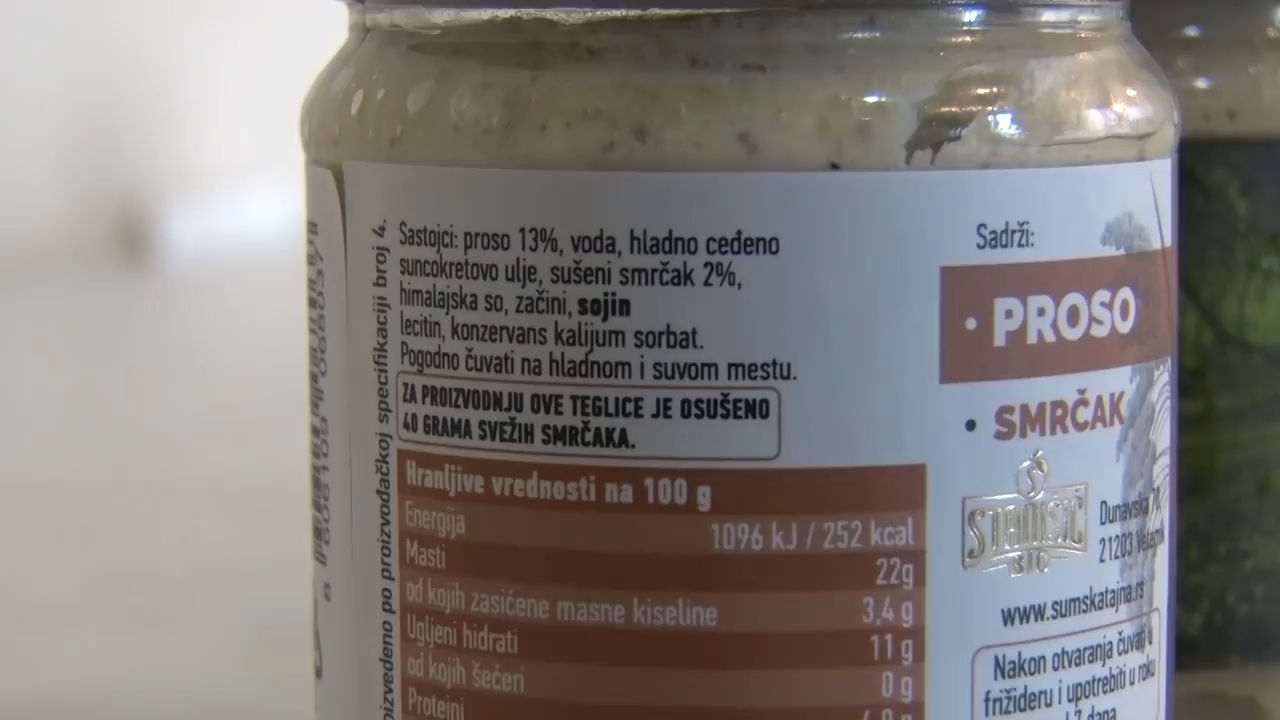 Sastojci: proso 13%, voda, hladno ceđeno
suncokretovo ulje, sušeni smrčak 2%,
himalajska so, začini, sojin
lecitin, konzervans kalijum sorbat.
Pogodno čuvati na hladnom i suvom mestu.
ZA PROIZVODNJU OVE TEGLICE JE OSUŠENO
40 GRAMA SVEŽIH SMRČAKA.
Hranljive vrednosti na 100 g
Energija 1096 kJ / 252 kcal
Masti 22g
od kojih zasićene masne kiseline 3,4 g
Ugljeni hidrati 11 g
od kojih šećeri 0 g
Proteini
po proizvođačkoj specifikaciji broj 4.
Sadrži:
• PROSO
• SMRČAK
Dunavska
21203
www.sumskatajna.rs
Nakon otvaranja čuvati u
frižideru i upotrebiti u roku
7 dana